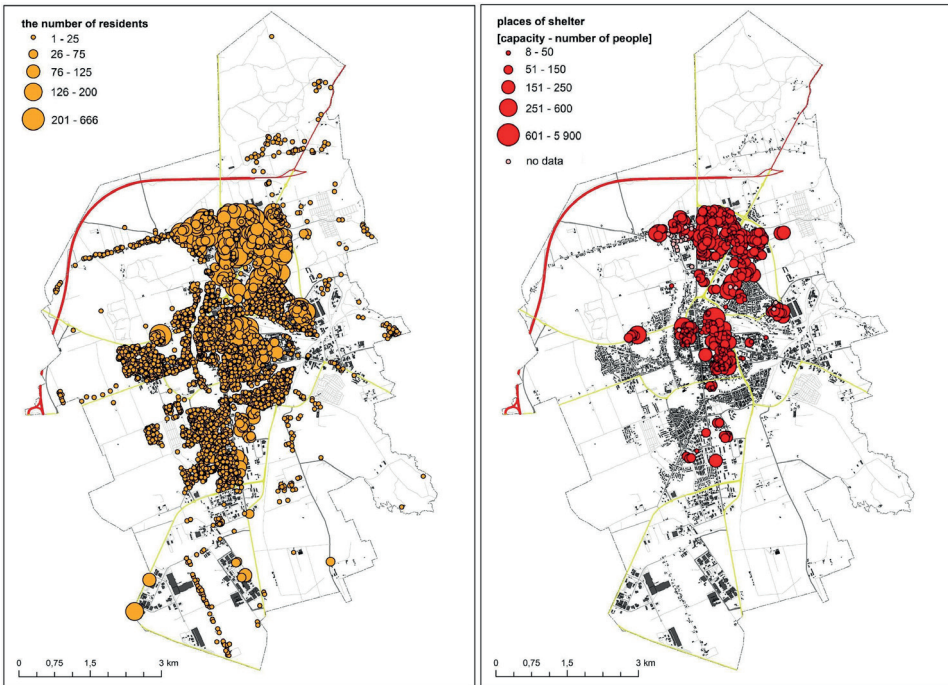 the number of residents
1 - 25
26 - 75
76 - 125
126 - 200
201 - 666
0 0,75 1,5 3 km
places of shelter
[capacity - number of people]
8 - 50
51 - 150
151 - 250
251 - 600
601 - 5 900
no data
0 0,75 1,5 3 km